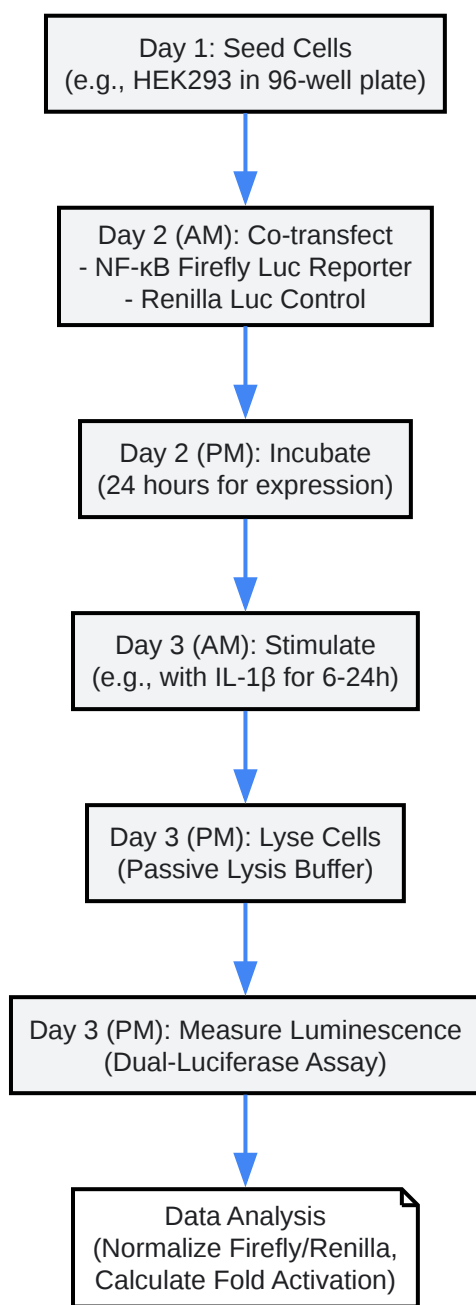 Day 1: Seed Cells
(e.g., HEK293 in 96-well plate)
Day 2 (AM): Co-transfect
- NF-κB Firefly Luc Reporter
- Renilla Luc Control
Day 2 (PM): Incubate
(24 hours for expression)
Day 3 (AM): Stimulate
(e.g., with IL-1β for 6-24h)
Day 3 (PM): Lyse Cells
(Passive Lysis Buffer)
Day 3 (PM): Measure Luminescence
(Dual-Luciferase Assay)
Data Analysis
(Normalize Firefly/Renilla,
Calculate Fold Activation)